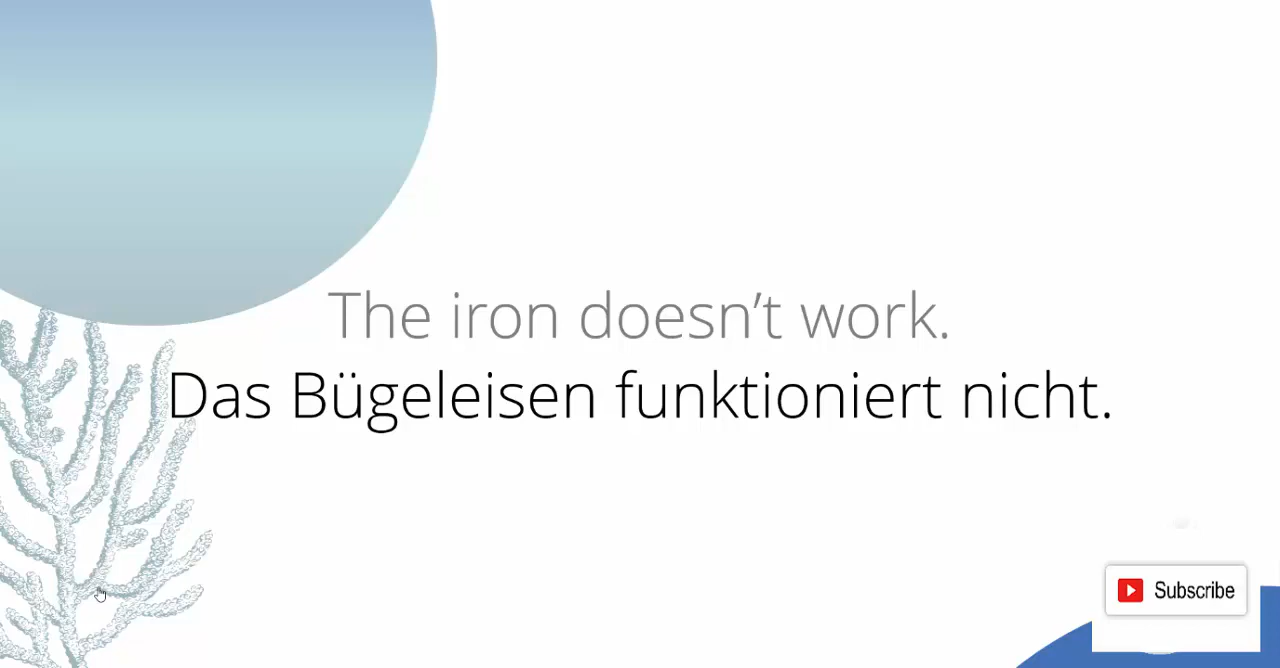 The iron doesn’t work.
Das Bügeleisen funktioniert nicht.
Subscribe